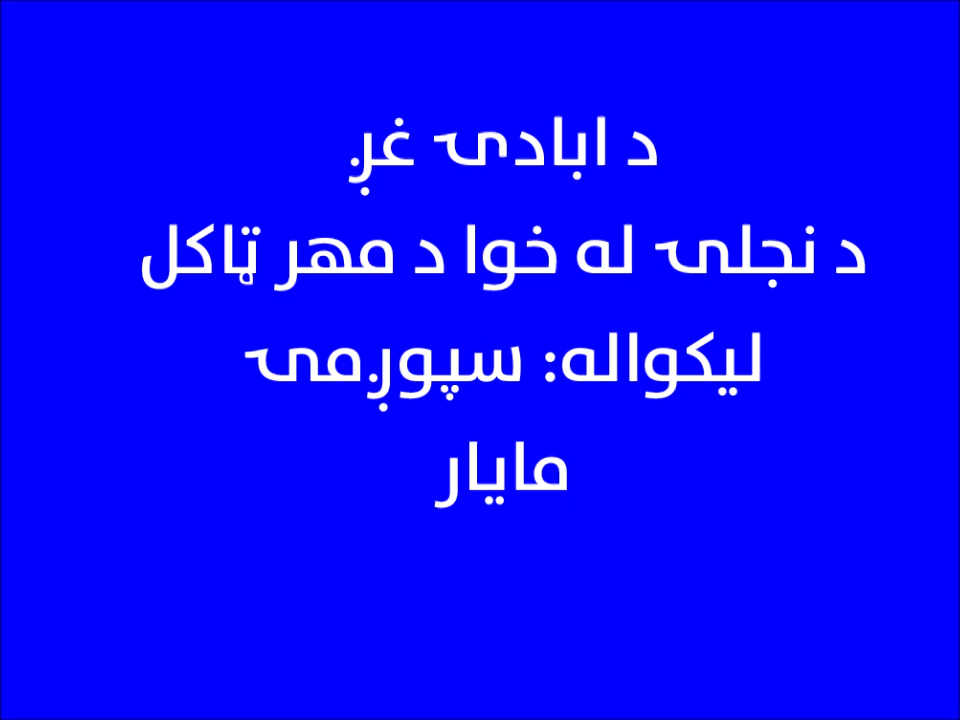 د ابادۍ غږ
د نجلۍ له خوا د مهر ټاکل
لیکواله: سپوږمۍ
مایار